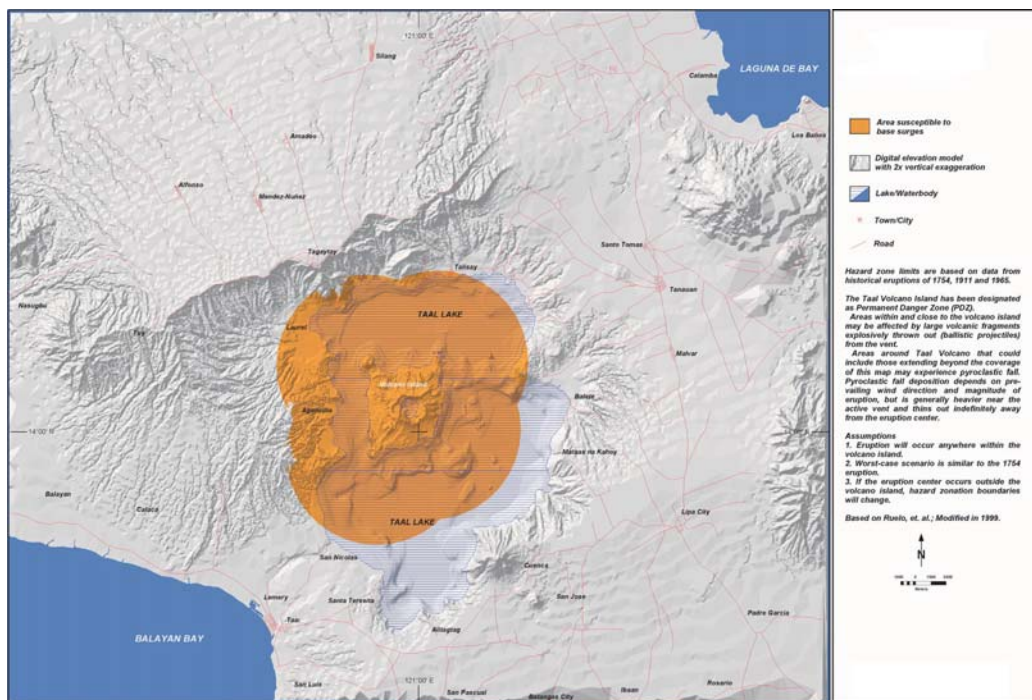 121°00' E
Silang
LAGUNA DE BAY
Calamba
Los Baños
Amadeo
Alfonso
Mendez-Nuñez
Tagaytay
Santo Tomas
Talisay
Tanauan
Nasugbu
TAAL LAKE
Laurel
Malvar
Volcano Island
Balete
Agoncillo
14°00' N
Mataas na Kahoy
Balayan
Calaca
Lipa City
TAAL LAKE
San Nicolas
Cuenca
Lemery
Santa Teresita
San Jose
Padre Garcia
Taal
Alitagtag
BALAYAN BAY
121°00' E
San Luis
San Pascual
Batangas City
Ibaan
Rosario
Area susceptible to
base surges
Digital elevation model
with 2x vertical exaggeration
Lake/Waterbody
Town/City
Road
Hazard zone limits are based on data from
historical eruptions of 1754, 1911 and 1965.
The Taal Volcano Island has been designated
as Permanent Danger Zone (PDZ).
Areas within and close to the volcano island
may be affected by large volcanic fragments
explosively thrown out (ballistic projectiles)
from the vent.
Areas around Taal Volcano that could
include those extending beyond the coverage
of this map may experience pyroclastic fall.
Pyroclastic fall deposition depends on pre-
vailing wind direction and magnitude of
eruption, but is generally heavier near the
active vent and thins out indefinitely away
from the eruption center.
Assumptions
1. Eruption will occur anywhere within the
volcano island.
2. Worst-case scenario is similar to the 1754
eruption.
3. If the eruption center occurs outside the
volcano island, hazard zonation boundaries
will change.
Based on Ruelo, et. al.; Modified in 1999.
N